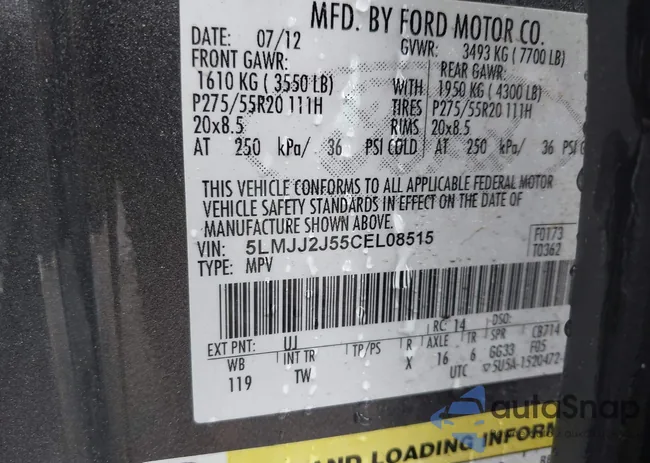 MFD. BY FORD MOTOR CO.
DATE: 07/12 GVWR: 3493 KG (7700 LB)
FRONT GAWR: REAR GAWR:
1610 KG (3550 LB) WITH 1950 KG (4300 LB)
P275/55R20 111H TIRES P275/55R20 111H
20x8.5 RIMS 20x8.5
AT 250 kPa/ 36 PSI COLD AT 250 kPa/ 36 PSI
THIS VEHICLE CONFORMS TO ALL APPLICABLE FEDERAL MOTOR
VEHICLE SAFETY STANDARDS IN EFFECT ON THE DATE OF
MANUFACTURE SHOWN ABOVE.
VIN: 5LMJJ2J55CEL08515 F0173
TYPE: MPV T0362
RC: 14 DSO:
EXT PNT: UJ
WB INT TR TP/PS R AXLE TR SPR CB714
119 TW X 16 6 GG33 F05
UTC 5U5A-1520472-
autoSnap
AND LOADING INFORM